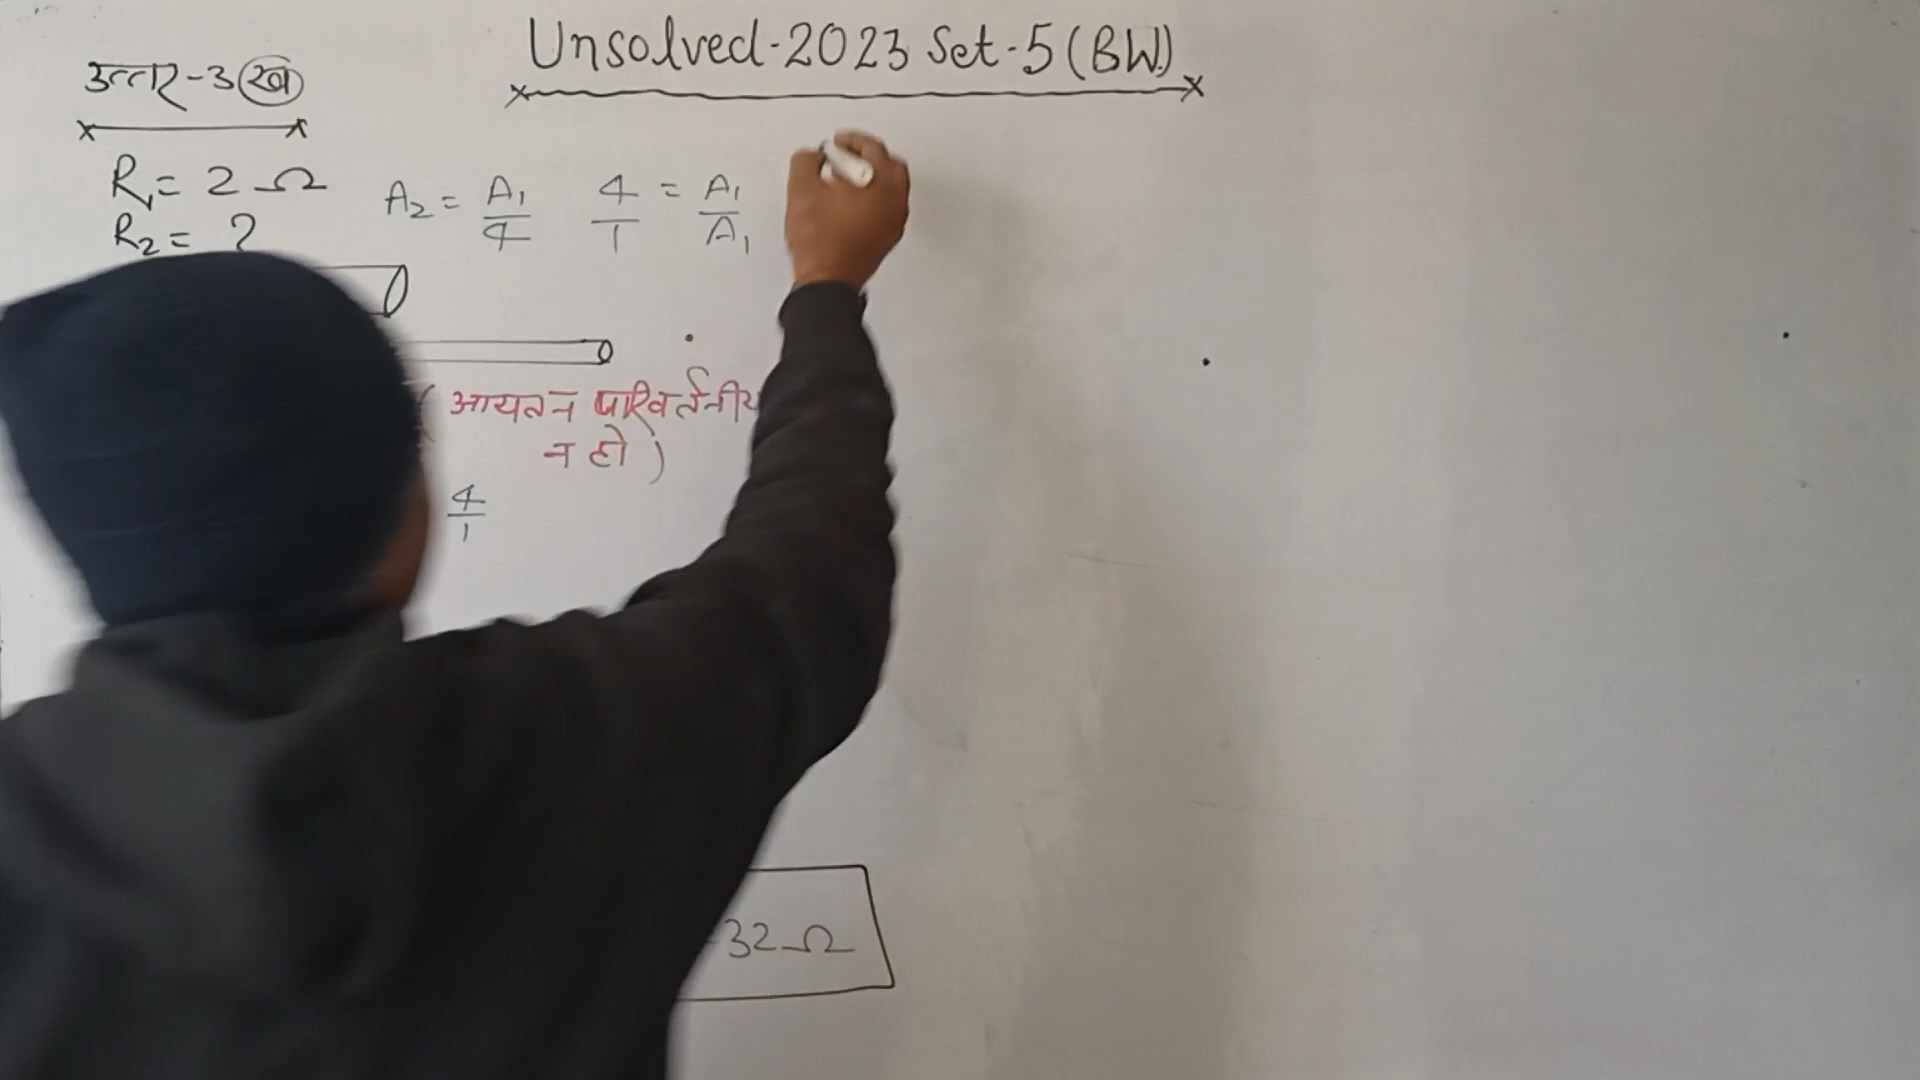 Unsolved-2023 Set-5(BW.)
उत्तर-3 (ख)
R₁= 2 Ω
R₂= ?
A₂ = A₁/4 4/1 = A₁/A₁
( आयतन परिवर्तनीय
न हो )
4/1
32 Ω